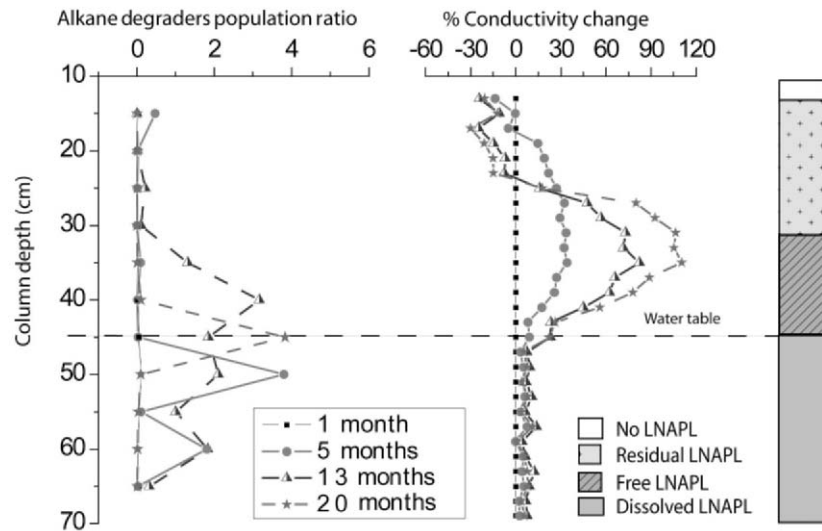 Alkane degraders population ratio
% Conductivity change
0 2 4 6
-60 -30 0 30 60 90 120
Column depth (cm)
10
20
30
40
50
60
70
Water table
1 month
5 months
13 months
20 months
No LNAPL
Residual LNAPL
Free LNAPL
Dissolved LNAPL